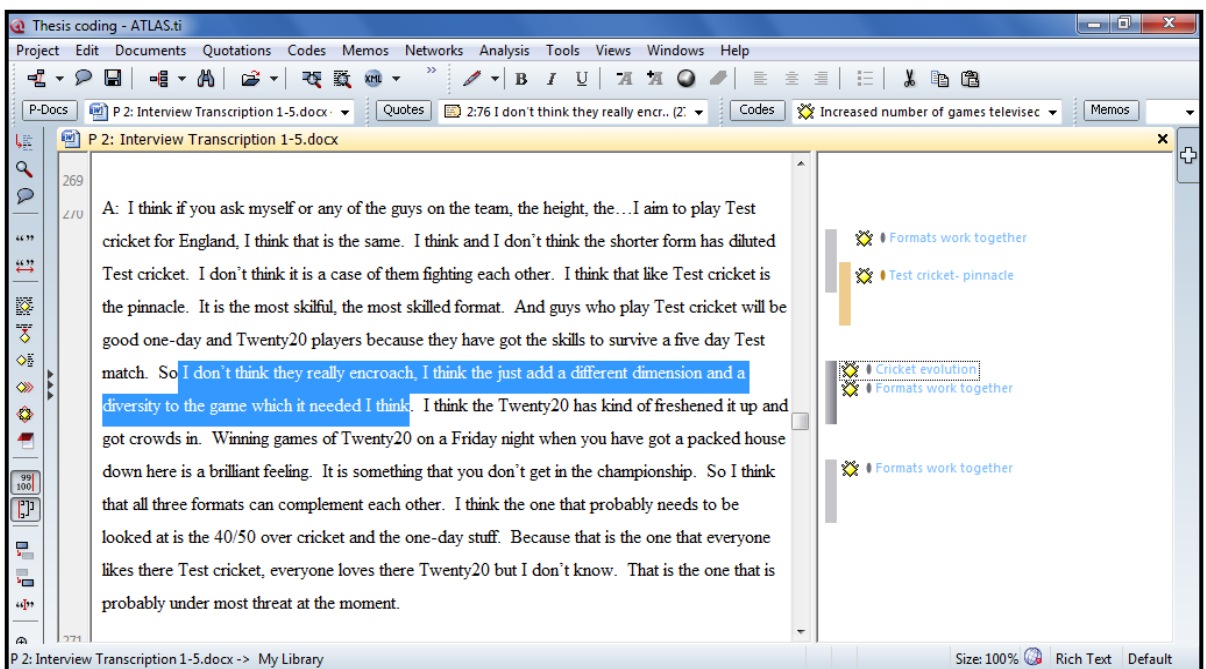 Thesis coding - ATLAS.ti
Project Edit Documents Quotations Codes Memos Networks Analysis Tools Views Windows Help
XML » B I U A A
P-Docs P 2: Interview Transcription 1-5.docx Quotes 2:76 I don't think they really encr.. (2: Codes Increased number of games televisec Memos
P 2: Interview Transcription 1-5.docx
269
270
A: I think if you ask myself or any of the guys on the team, the height, the…I aim to play Test
cricket for England, I think that is the same. I think and I don't think the shorter form has diluted
Test cricket. I don't think it is a case of them fighting each other. I think that like Test cricket is
the pinnacle. It is the most skilful, the most skilled format. And guys who play Test cricket will be
good one-day and Twenty20 players because they have got the skills to survive a five day Test
match. So I don't think they really encroach, I think the just add a different dimension and a
diversity to the game which it needed I think. I think the Twenty20 has kind of freshened it up and
got crowds in. Winning games of Twenty20 on a Friday night when you have got a packed house
down here is a brilliant feeling. It is something that you don't get in the championship. So I think
that all three formats can complement each other. I think the one that probably needs to be
looked at is the 40/50 over cricket and the one-day stuff. Because that is the one that everyone
likes there Test cricket, everyone loves there Twenty20 but I don't know. That is the one that is
probably under most threat at the moment.
271
Formats work together
Test cricket- pinnacle
Cricket evolution
Formats work together
Formats work together
99
100
P 2: Interview Transcription 1-5.docx -> My Library Size: 100% Rich Text Default